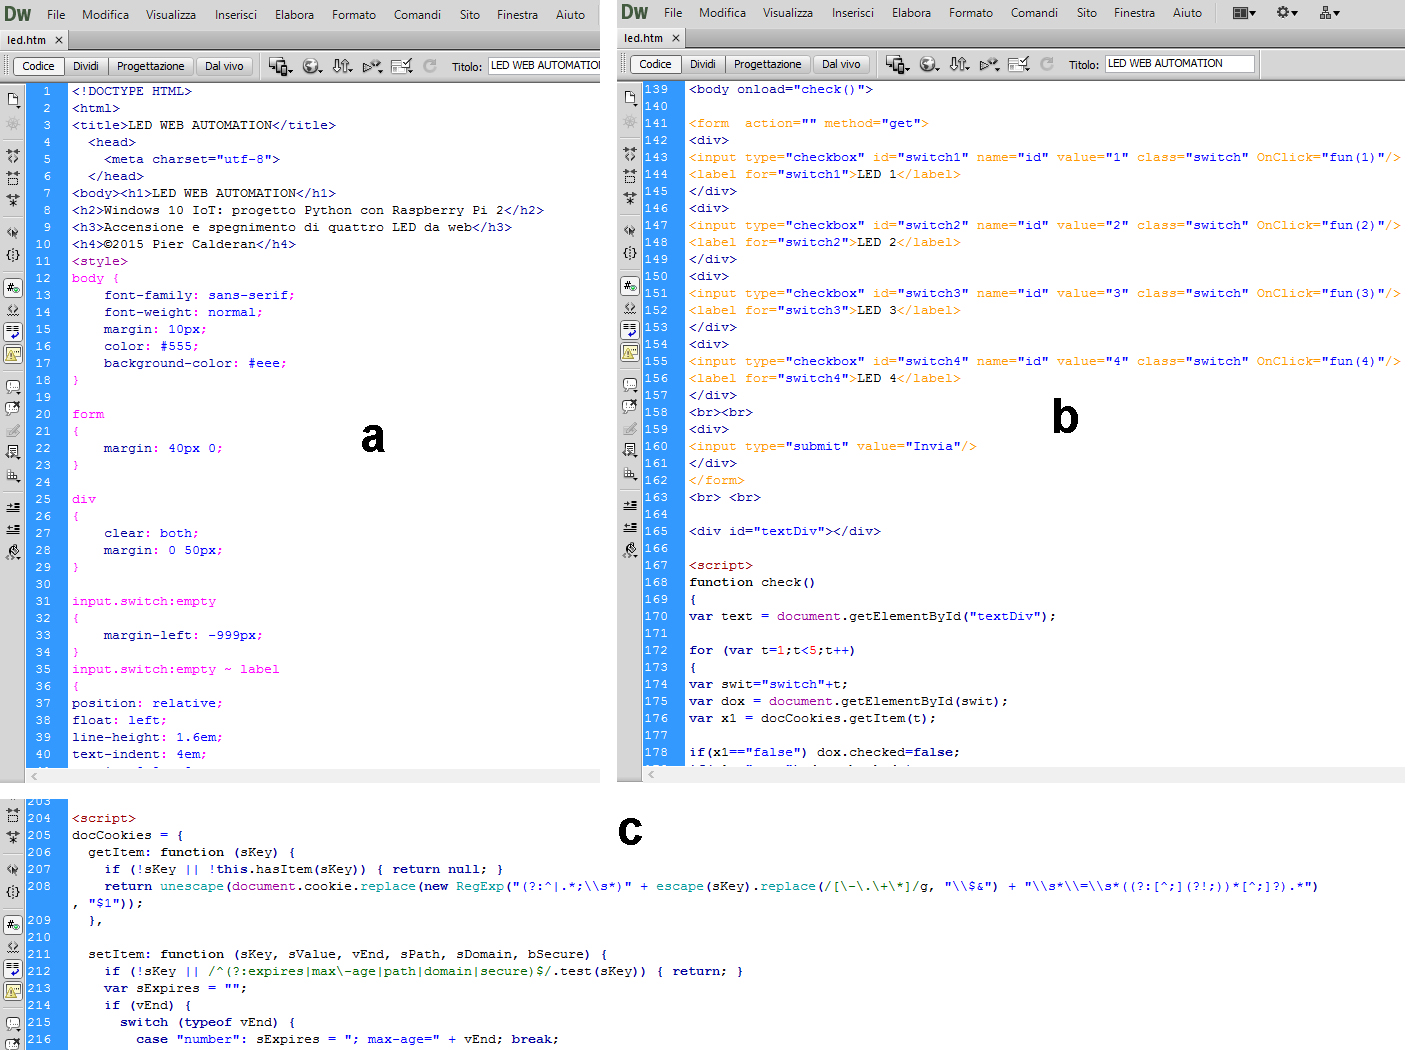 Dw File Modifica Visualizza Inserisci Elabora Formato Comandi Sito Finestra Aiuto
led.htm ×
Codice Dividi Progettazione Dal vivo Titolo: LED WEB AUTOMATION
1 <!DOCTYPE HTML>
2 <html>
3 <title>LED WEB AUTOMATION</title>
4 <head>
5 <meta charset="utf-8">
6 </head>
7 <body><h1>LED WEB AUTOMATION</h1>
8 <h2>Windows 10 IoT: progetto Python con Raspberry Pi 2</h2>
9 <h3>Accensione e spegnimento di quattro LED da web</h3>
10 <h4>©2015 Pier Calderan</h4>
11 <style>
12 body {
13 font-family: sans-serif;
14 font-weight: normal;
15 margin: 10px;
16 color: #555;
17 background-color: #eee;
18 }
19
20 form
21 {
22 margin: 40px 0;
23 }
24
25 div
26 {
27 clear: both;
28 margin: 0 50px;
29 }
30
31 input.switch:empty
32 {
33 margin-left: -999px;
34 }
35 input.switch:empty ~ label
36 {
37 position: relative;
38 float: left;
39 line-height: 1.6em;
40 text-indent: 4em;
a
Dw File Modifica Visualizza Inserisci Elabora Formato Comandi Sito Finestra Aiuto
led.htm ×
Codice Dividi Progettazione Dal vivo Titolo: LED WEB AUTOMATION
139 <body onload="check()">
140
141 <form  action="" method="get">
142 <div>
143 <input type="checkbox" id="switch1" name="id" value="1" class="switch" OnClick="fun(1)"/>
144 <label for="switch1">LED 1</label>
145 </div>
146 <div>
147 <input type="checkbox" id="switch2" name="id" value="2" class="switch" OnClick="fun(2)"/>
148 <label for="switch2">LED 2</label>
149 </div>
150 <div>
151 <input type="checkbox" id="switch3" name="id" value="3" class="switch" OnClick="fun(3)"/>
152 <label for="switch3">LED 3</label>
153 </div>
154 <div>
155 <input type="checkbox" id="switch4" name="id" value="4" class="switch" OnClick="fun(4)"/>
156 <label for="switch4">LED 4</label>
157 </div>
158 <br><br>
159 <div>
160 <input type="submit" value="Invia"/>
161 </div>
162 </form>
163 <br> <br>
164
165 <div id="textDiv"></div>
166
167 <script>
168 function check()
169 {
170 var text = document.getElementById("textDiv");
171
172 for (var t=1;t<5;t++)
173 {
174 var swit="switch"+t;
175 var dox = document.getElementById(swit);
176 var x1 = docCookies.getItem(t);
177
178 if(x1=="false") dox.checked=false;
b
203
204 <script>
205 docCookies = {
206 getItem: function (sKey) {
207 if (!sKey || !this.hasItem(sKey)) { return null; }
208 return unescape(document.cookie.replace(new RegExp("(?:^|.*;\\s*)" + escape(sKey).replace(/[\-\.\+\*]/g, "\\$&") + "\\s*\\=\\s*((?:[^;](?!;))*[^;]?).*")
, "$1"));
209 },
210
211 setItem: function (sKey, sValue, vEnd, sPath, sDomain, bSecure) {
212 if (!sKey || /^(?:expires|max\-age|path|domain|secure)$/.test(sKey)) { return; }
213 var sExpires = "";
214 if (vEnd) {
215 switch (typeof vEnd) {
216 case "number": sExpires = "; max-age=" + vEnd; break;
c